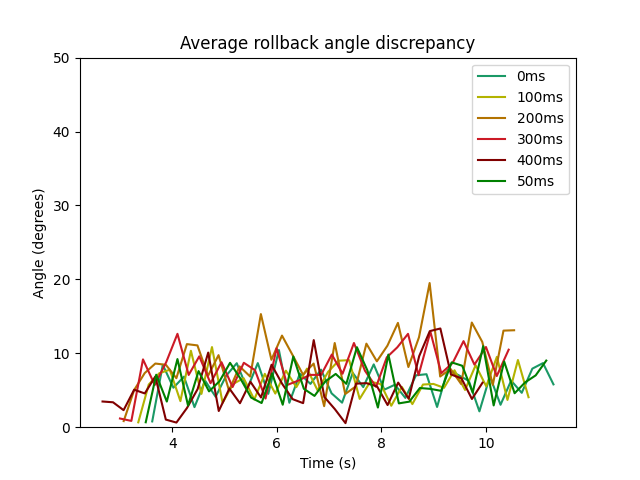 Average rollback angle discrepancy
50
40
30
20
10
0
Angle (degrees)
4
6
8
10
Time (s)
0ms
100ms
200ms
300ms
400ms
50ms